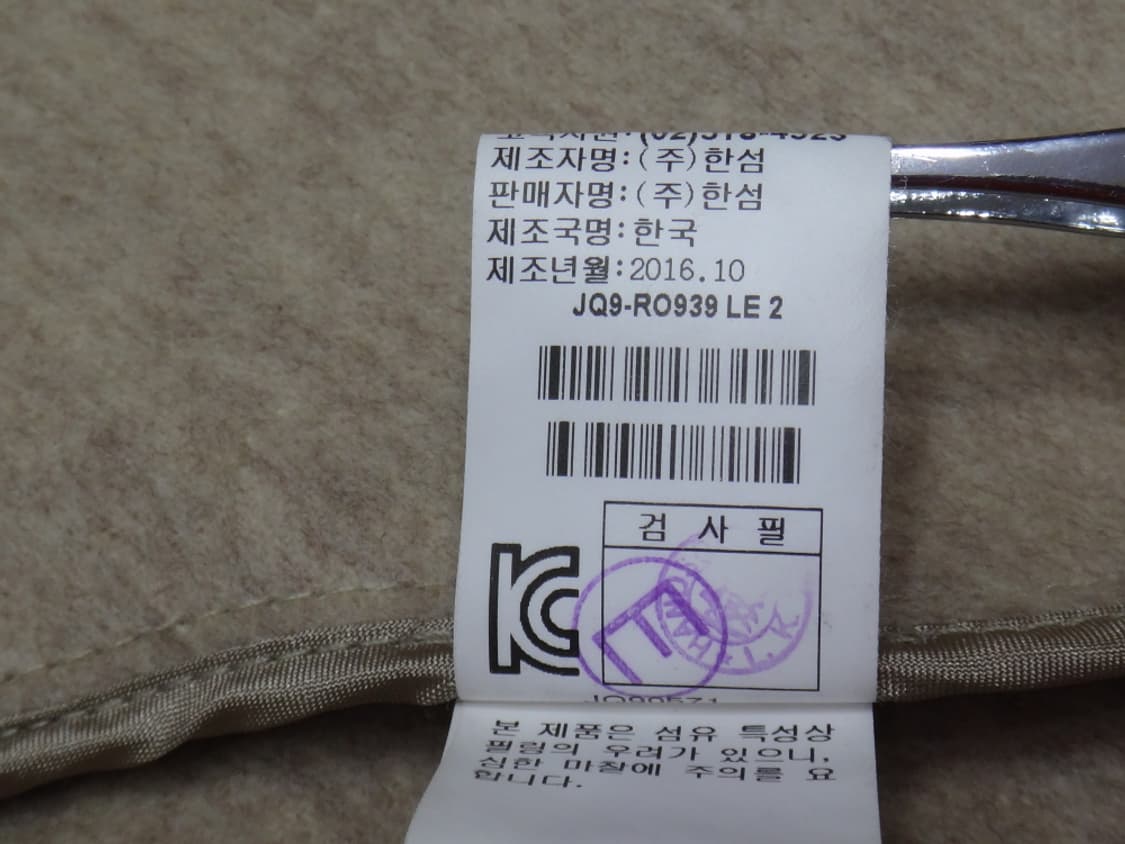 제조자명:(주)한섬
판매자명:(주)한섬
제조국명:한국
제조년월:2016.10
JQ9-RO939 LE 2
검 사 필
KC
본 제품은 섬유 특성상
필링의 우려가 있으니,
심한 마찰에 주의를 요
합니다.